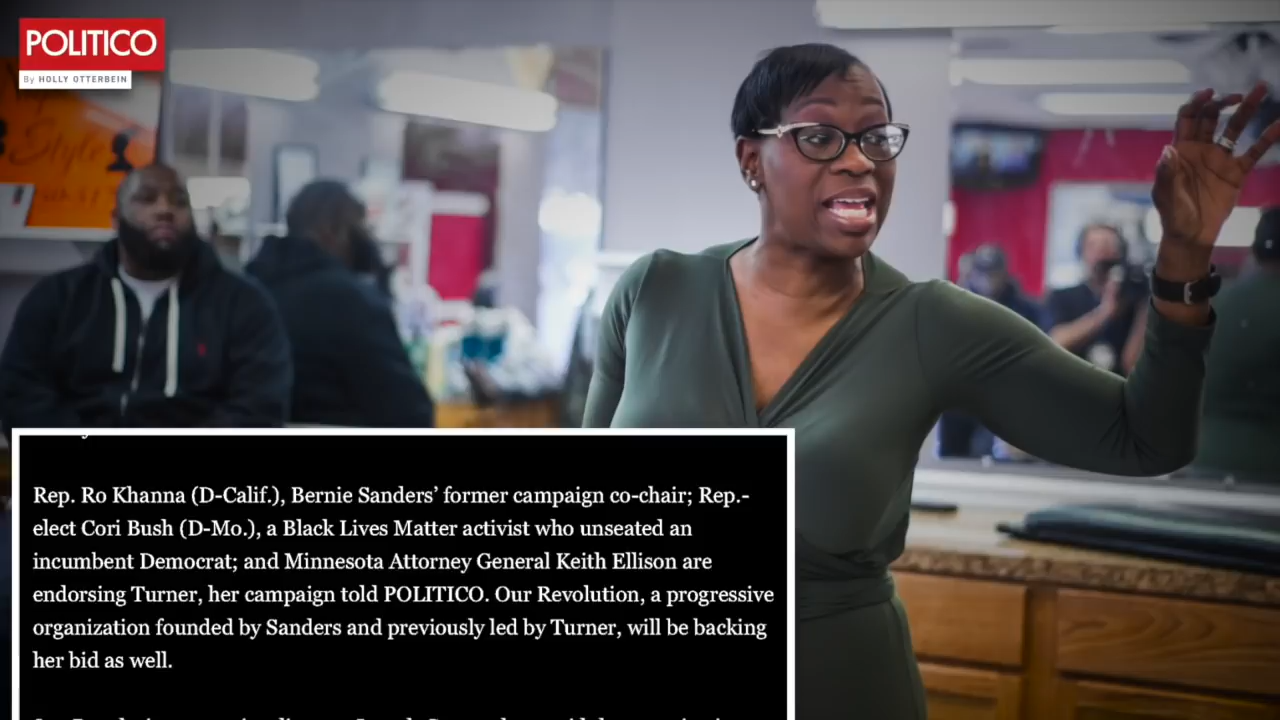 POLITICO
By HOLLY OTTERBEIN
Style
Rep. Ro Khanna (D-Calif.), Bernie Sanders’ former campaign co-chair; Rep.-
elect Cori Bush (D-Mo.), a Black Lives Matter activist who unseated an
incumbent Democrat; and Minnesota Attorney General Keith Ellison are
endorsing Turner, her campaign told POLITICO. Our Revolution, a progressive
organization founded by Sanders and previously led by Turner, will be backing
her bid as well.